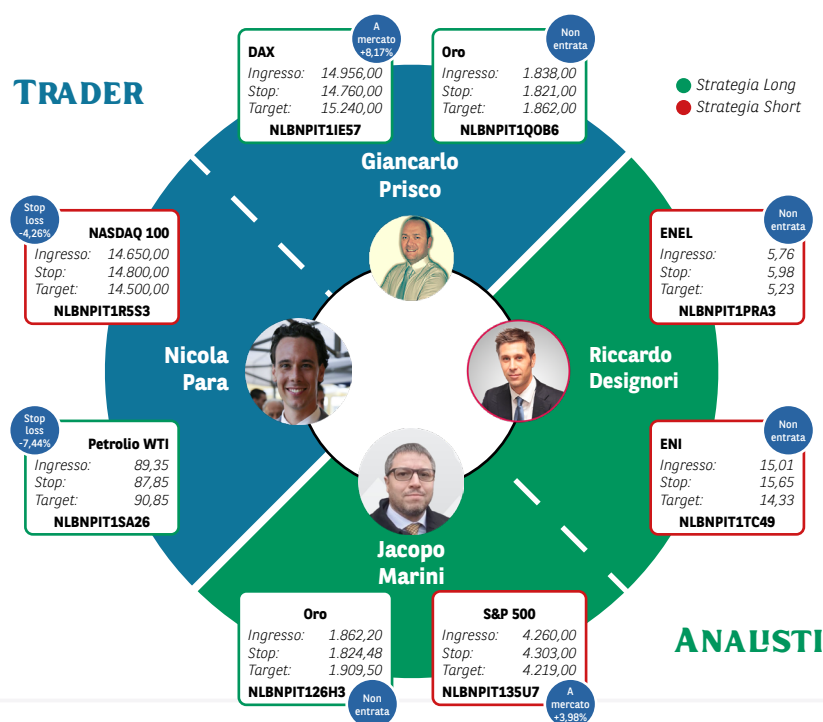 TRADER
A
mercato
+8,17%
DAX
Ingresso: 14.956,00
Stop: 14.760,00
Target: 15.240,00
NLBNPIT1IE57
Non
entrata
Oro
Ingresso: 1.838,00
Stop: 1.821,00
Target: 1.862,00
NLBNPIT1QOB6
Strategia Long
Strategia Short
Giancarlo
Prisco
Stop
loss
-4,26%
NASDAQ 100
Ingresso: 14.650,00
Stop: 14.800,00
Target: 14.500,00
NLBNPIT1R5S3
Non
entrata
ENEL
Ingresso: 5,76
Stop: 5,98
Target: 5,23
NLBNPIT1PRA3
Nicola
Para
Riccardo
Designori
Stop
loss
-7,44%
Petrolio WTI
Ingresso: 89,35
Stop: 87,85
Target: 90,85
NLBNPIT1SA26
Non
entrata
ENI
Ingresso: 15,01
Stop: 15,65
Target: 14,33
NLBNPIT1TC49
Jacopo
Marini
Oro
Ingresso: 1.862,20
Stop: 1.824,48
Target: 1.909,50
NLBNPIT126H3
Non
entrata
S&P 500
Ingresso: 4.260,00
Stop: 4.303,00
Target: 4.219,00
NLBNPIT135U7
A
mercato
+3,98%
ANALISTI